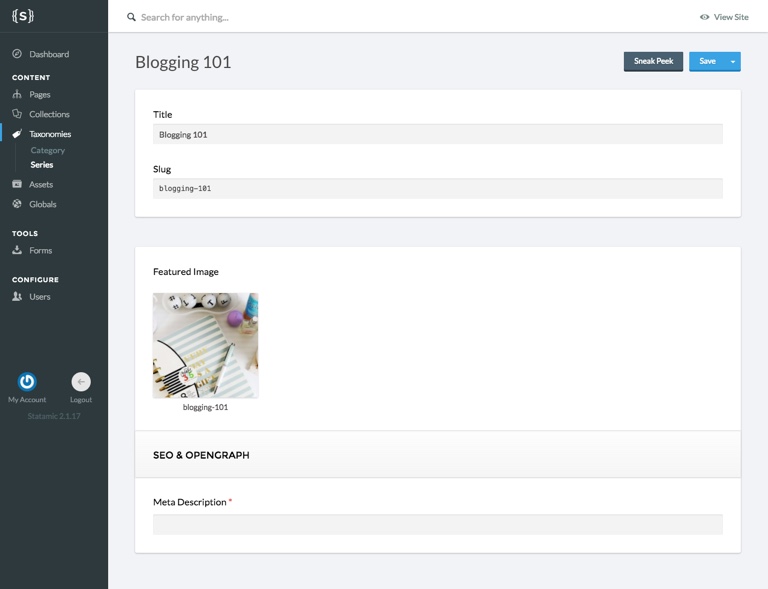 {S}
Search for anything...
View Site
Dashboard
CONTENT
Pages
Collections
Taxonomies
Category
Series
Assets
Globals
TOOLS
Forms
CONFIGURE
Users
My Account
Logout
Statamic 2.1.17
Blogging 101
Sneak Peek
Save
Title
Blogging 101
Slug
blogging-101
Featured Image
blogging-101
SEO & OPENGRAPH
Meta Description *